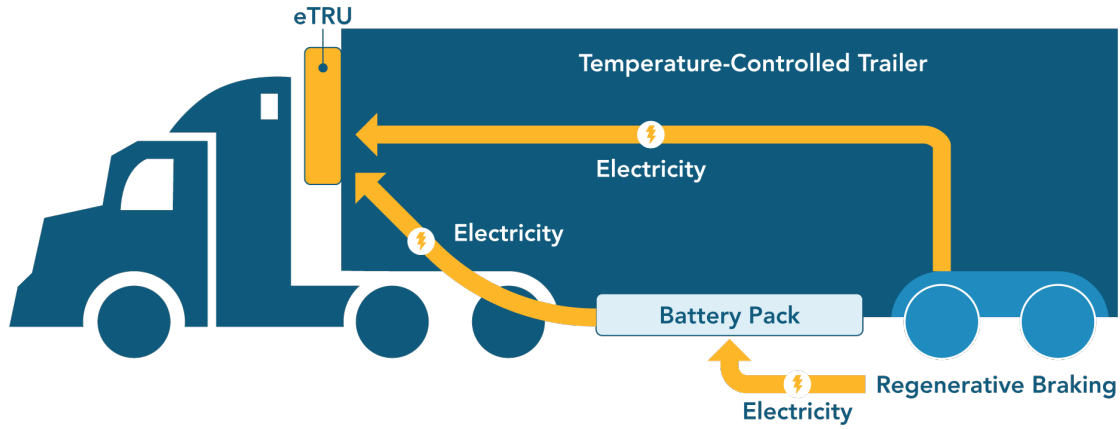 eTRU
Temperature-Controlled Trailer
Electricity
Electricity
Battery Pack
Regenerative Braking
Electricity